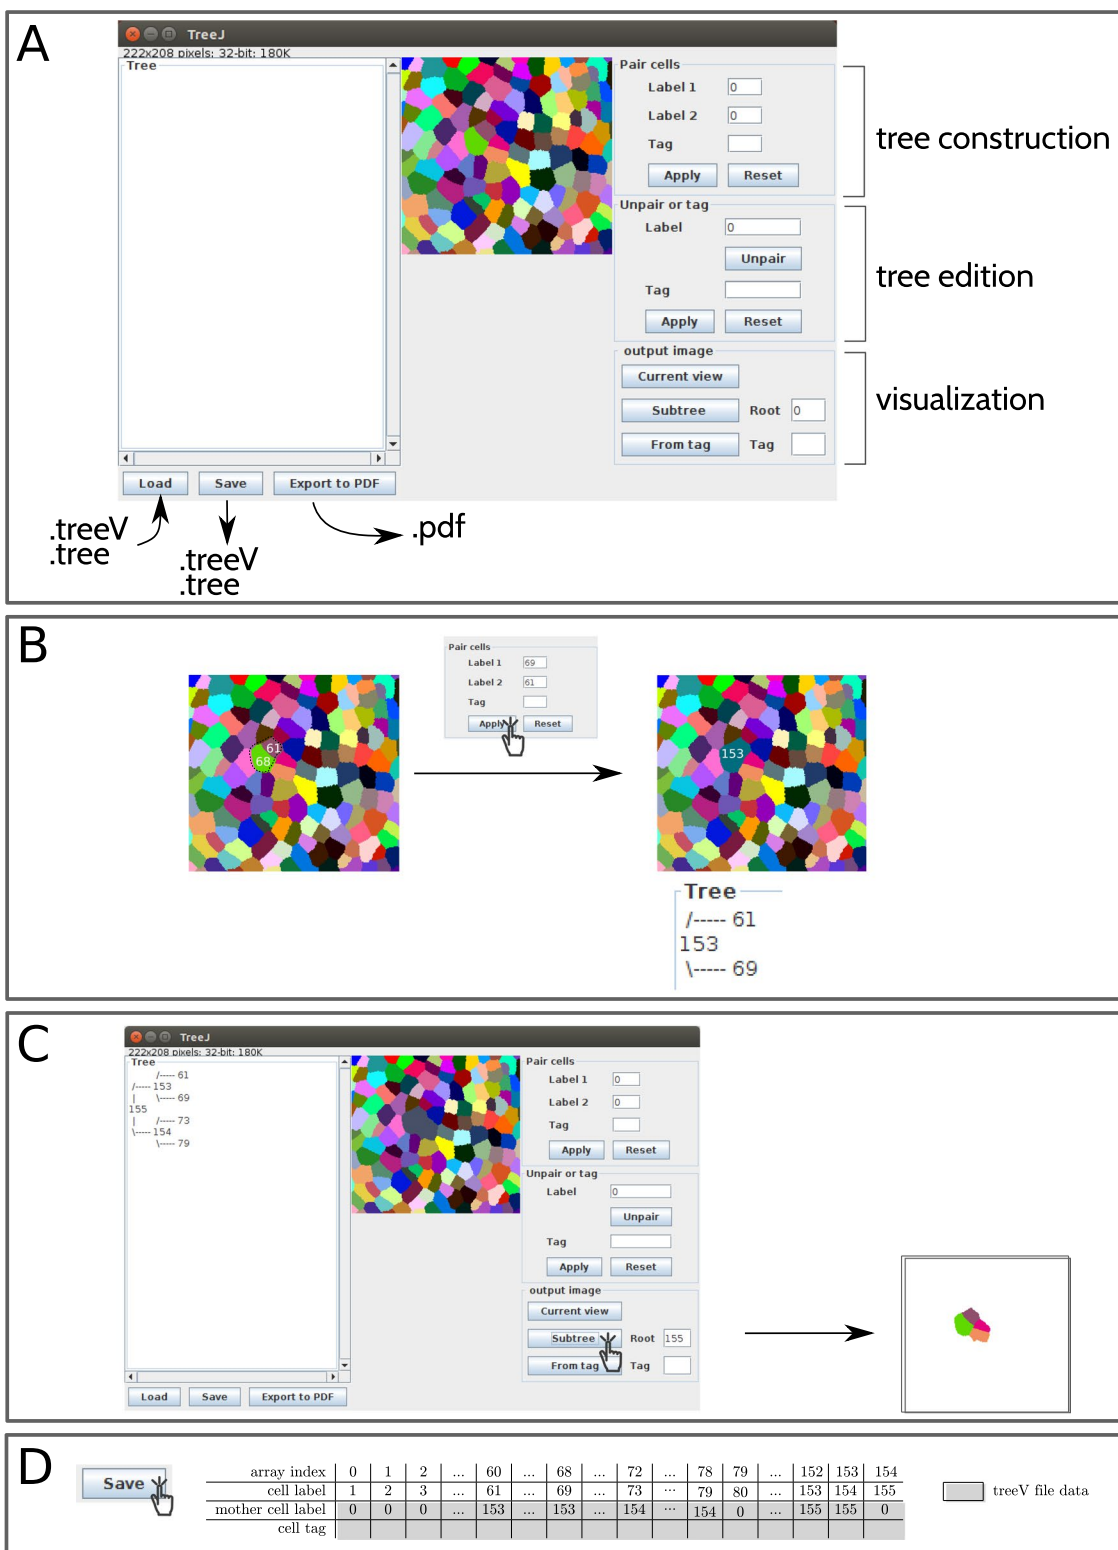 A
TreeJ
222x208 pixels; 32-bit; 180K
Tree
Pair cells
Label 1 0
Label 2 0
Tag
Apply Reset
tree construction
Unpair or tag
Label 0
Unpair
Tag
Apply Reset
tree edition
output image
Current view
Subtree Root 0
From tag Tag
visualization
Load Save Export to PDF
.treeV
.tree
.treeV
.tree
.pdf
B
Pair cells
Label 1 69
Label 2 61
Tag
Apply Reset
61
68
153
Tree
/----- 61
153
\----- 69
C
TreeJ
222x208 pixels; 32-bit; 180K
Tree
/----- 61
/----- 153
| \----- 69
155
| /----- 73
\----- 154
\----- 79
Pair cells
Label 1 0
Label 2 0
Tag
Apply Reset
Unpair or tag
Label 0
Unpair
Tag
Apply Reset
output image
Current view
Subtree Root 155
From tag Tag
Load Save Export to PDF
D
Save
array index 0 1 2 ... 60 ... 68 ... 72 ... 78 79 ... 152 153 154
cell label 1 2 3 ... 61 ... 69 ... 73 ... 79 80 ... 153 154 155
mother cell label 0 0 0 ... 153 ... 153 ... 154 ... 154 0 ... 155 155 0
cell tag
treeV file data